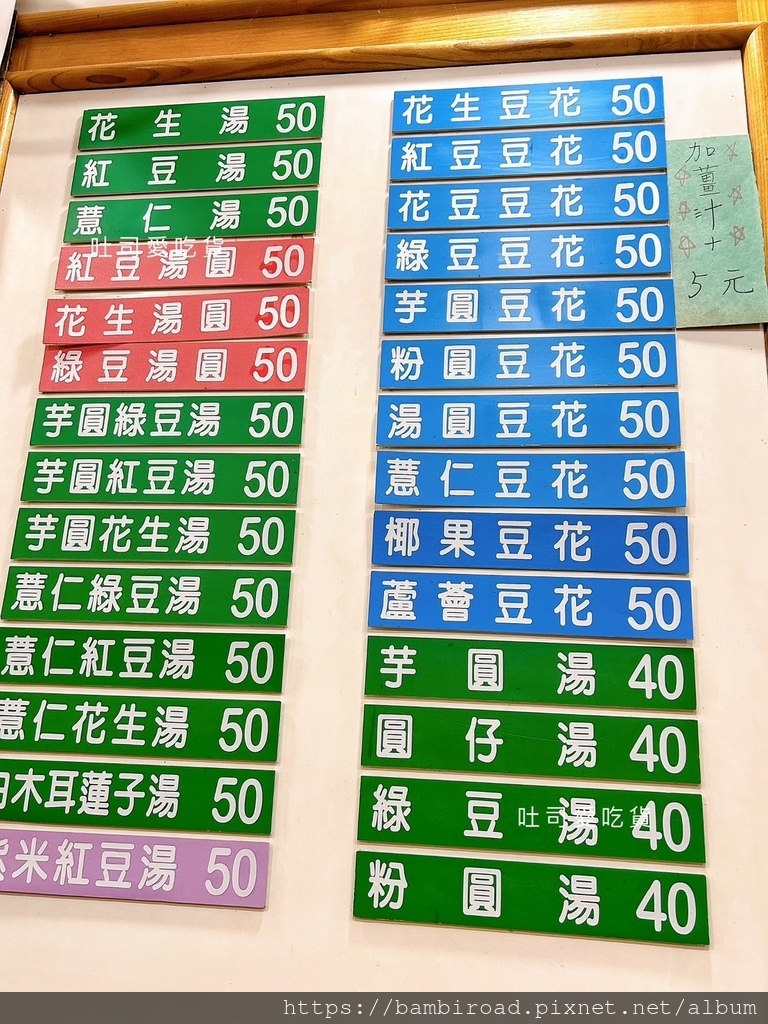 花生湯 50
紅豆湯 50
薏仁湯 50
吐司愛吃貨
紅豆湯圓 50
花生湯圓 50
綠豆湯圓 50
芋圓綠豆湯 50
芋圓紅豆湯 50
芋圓花生湯 50
薏仁綠豆湯 50
薏仁紅豆湯 50
薏仁花生湯 50
白木耳蓮子湯 50
紫米紅豆湯 50
花生豆花 50
紅豆豆花 50
花豆豆花 50
綠豆豆花 50
芋圓豆花 50
粉圓豆花 50
湯圓豆花 50
薏仁豆花 50
椰果豆花 50
蘆薈豆花 50
芋圓湯 40
圓仔湯 40
綠豆湯 40
吐司愛吃貨
粉圓湯 40
加薑汁+
5元
https://bambiroad.pixnet.net/album